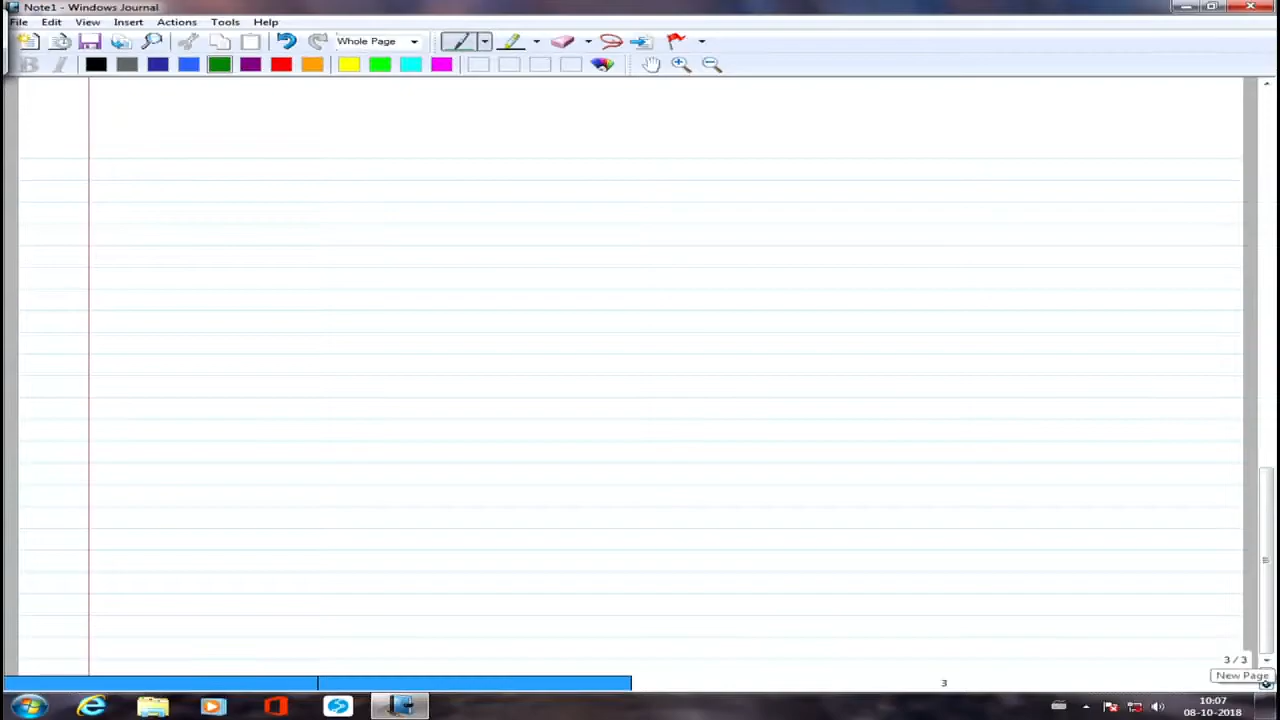 Note1 - Windows Journal
File Edit View Insert Actions Tools Help
Whole Page
B I
3 / 3
New Page
3
10:07
08-10-2018